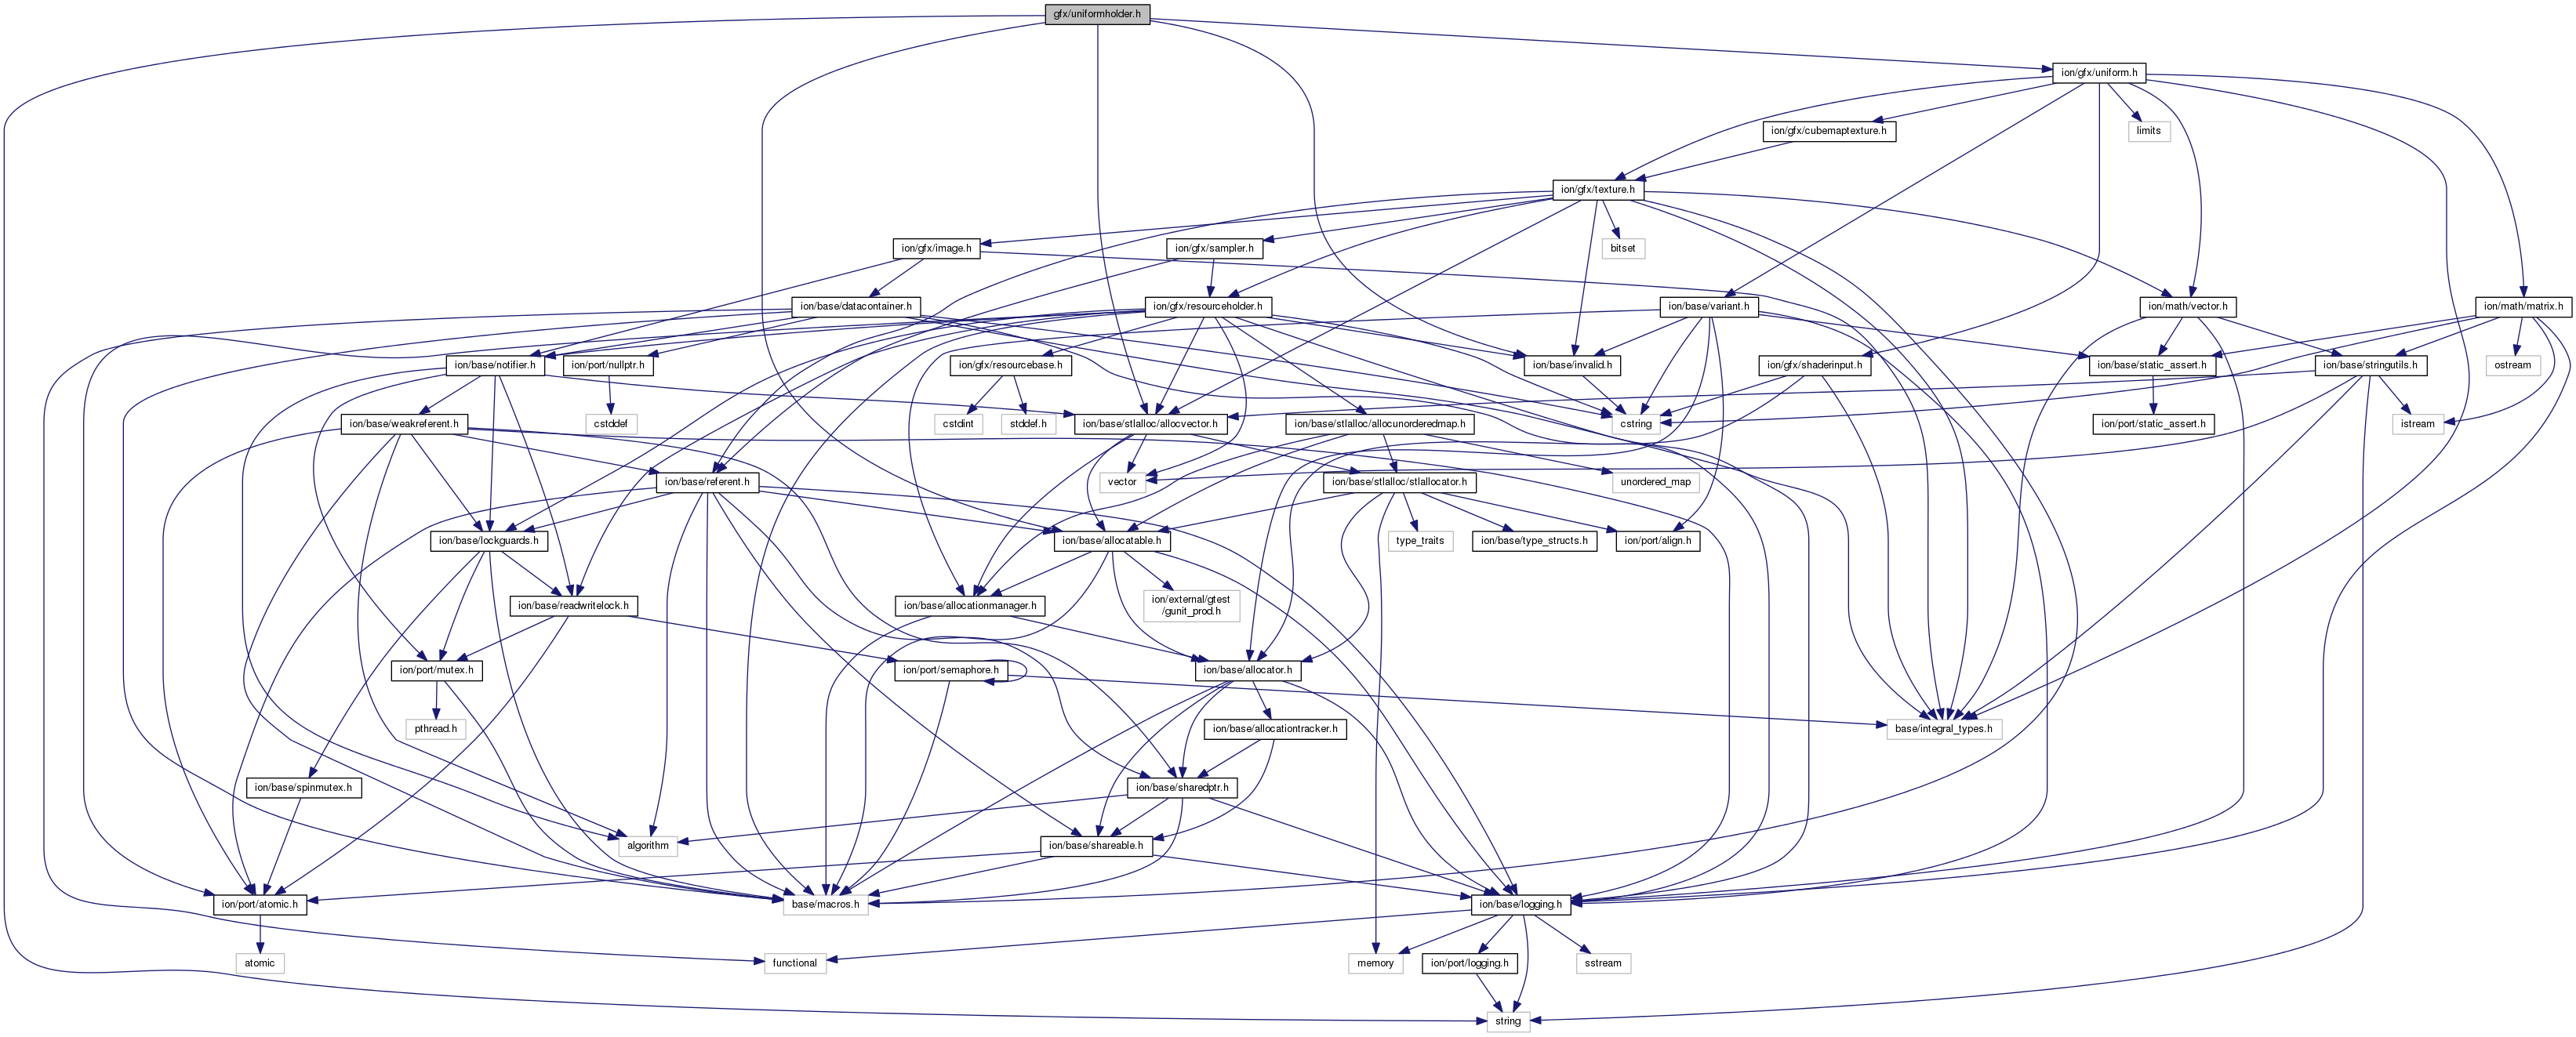 gfx/uniformholder.h
ion/gfx/uniform.h
ion/gfx/cubemaptexture.h
limits
ion/gfx/texture.h
ion/gfx/image.h
ion/gfx/sampler.h
bitset
ion/base/datacontainer.h
ion/gfx/resourceholder.h
ion/base/variant.h
ion/math/vector.h
ion/math/matrix.h
ion/base/notifier.h
ion/port/nullptr.h
ion/gfx/resourcebase.h
ion/base/invalid.h
ion/gfx/shaderinput.h
ion/base/static_assert.h
ion/base/stringutils.h
ostream
ion/base/weakreferent.h
cstddef
cstdint
stddef.h
ion/base/stlalloc/allocvector.h
ion/base/stlalloc/allocunorderedmap.h
cstring
ion/port/static_assert.h
istream
ion/base/referent.h
vector
ion/base/stlalloc/stlallocator.h
unordered_map
ion/base/lockguards.h
ion/base/allocatable.h
type_traits
ion/base/type_structs.h
ion/port/align.h
ion/base/readwritelock.h
ion/base/allocationmanager.h
ion/external/gtest
/gunit_prod.h
ion/port/mutex.h
ion/port/semaphore.h
ion/base/allocator.h
pthread.h
ion/base/allocationtracker.h
base/integral_types.h
ion/base/spinmutex.h
ion/base/sharedptr.h
algorithm
ion/base/shareable.h
ion/port/atomic.h
base/macros.h
ion/base/logging.h
atomic
functional
memory
ion/port/logging.h
sstream
string